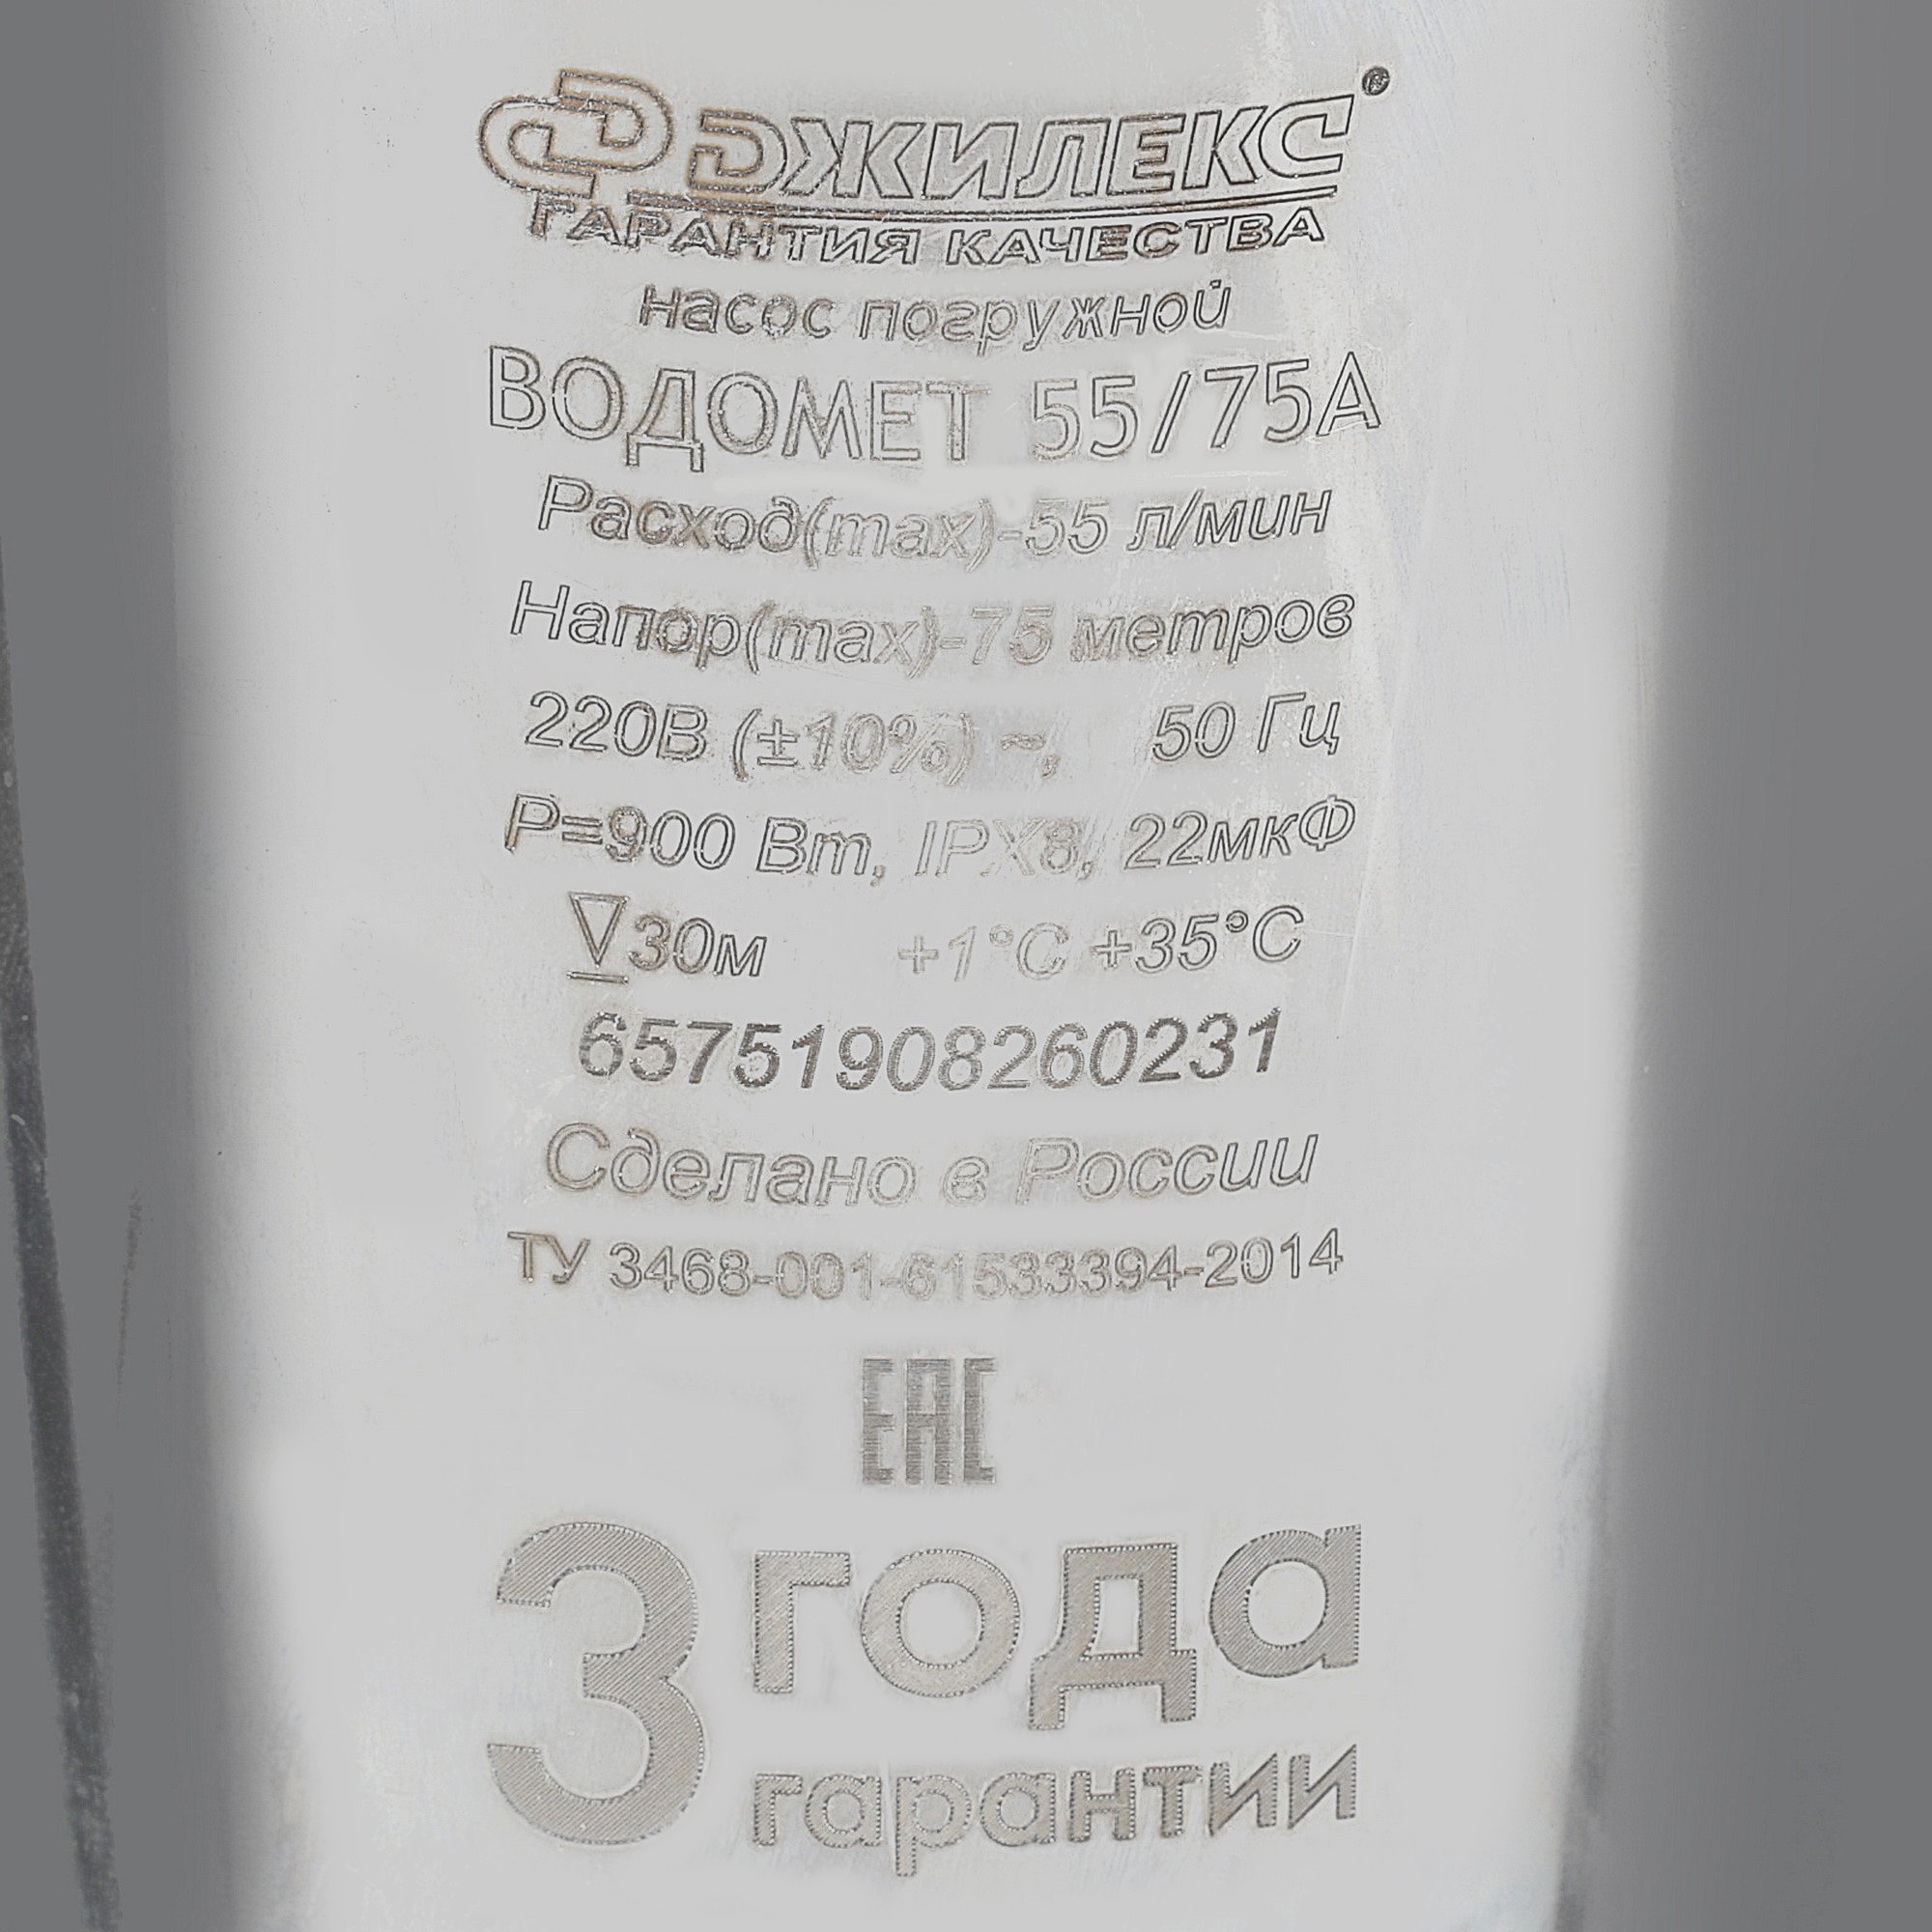 ДЖИЛЕКС®
ГАРАНТИЯ КАЧЕСТВА
насос погружной
ВОДОМЕТ 55/75А
Расход(max)-55 л/мин
Напор(max)-75 метров
220В (±10%) ~, 50 Гц
P=900 Вт, IPX8, 22мкФ
30м +1°C +35°C
65751908260231
Сделано в России
ТУ 3468-001-61533394-2014
ЕАС
3 года
гарантии